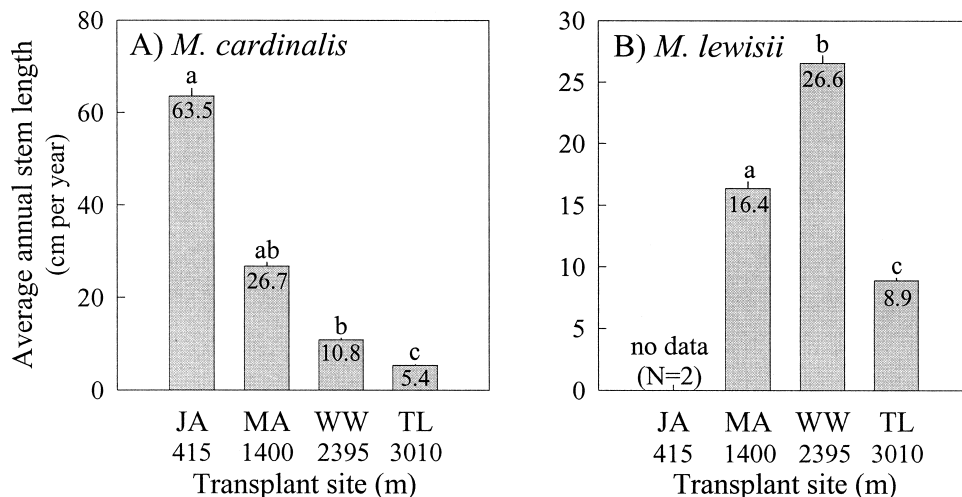 Average annual stem length
(cm per year)
A) M. cardinalis
80
60
40
20
0
a
63.5
ab
26.7
b
10.8
c
5.4
JA MA WW TL
415 1400 2395 3010
Transplant site (m)
B) M. lewisii
30
25
20
15
10
5
0
no data
(N=2)
a
16.4
b
26.6
c
8.9
JA MA WW TL
415 1400 2395 3010
Transplant site (m)